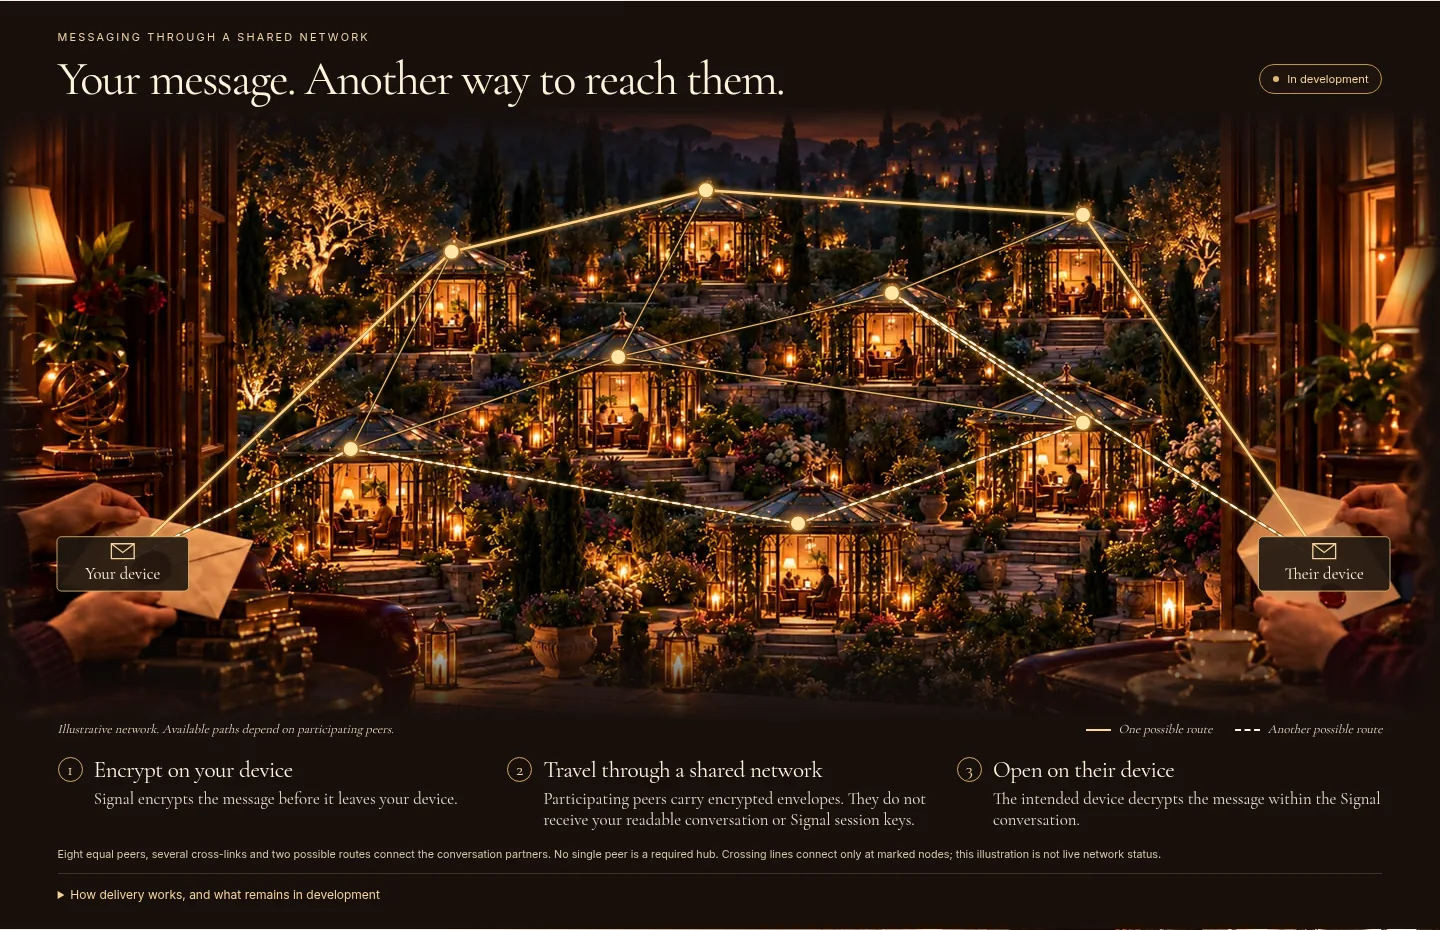 MESSAGING THROUGH A SHARED NETWORK
Your message. Another way to reach them.
In development
Your device
Their device
Illustrative network. Available paths depend on participating peers.
One possible route
Another possible route
1 Encrypt on your device
Signal encrypts the message before it leaves your device.
2 Travel through a shared network
Participating peers carry encrypted envelopes. They do not
receive your readable conversation or Signal session keys.
3 Open on their device
The intended device decrypts the message within the Signal
conversation.
Eight equal peers, several cross-links and two possible routes connect the conversation partners. No single peer is a required hub. Crossing lines connect only at marked nodes; this illustration is not live network status.
How delivery works, and what remains in development